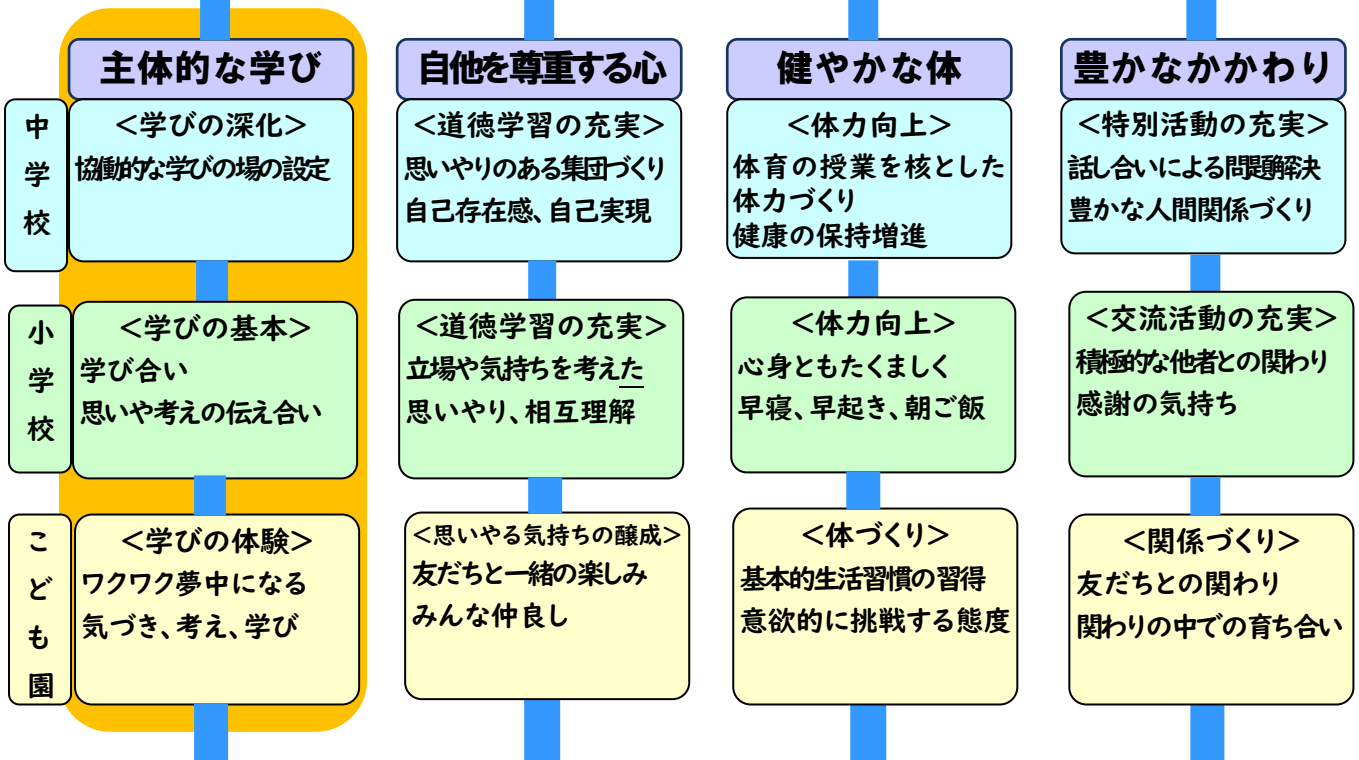 主体的な学び
自他を尊重する心
健やかな体
豊かなかかわり
中学校
＜学びの深化＞
協働的な学びの場の設定
＜道徳学習の充実＞
思いやりのある集団づくり
自己存在感、自己実現
＜体力向上＞
体育の授業を核とした
体力づくり
健康の保持増進
＜特別活動の充実＞
話し合いによる問題解決
豊かな人間関係づくり
小学校
＜学びの基本＞
学び合い
思いや考えの伝え合い
＜道徳学習の充実＞
立場や気持ちを考えた
思いやり、相互理解
＜体力向上＞
心身ともたくましく
早寝、早起き、朝ご飯
＜交流活動の充実＞
積極的な他者との関わり
感謝の気持ち
こども園
＜学びの体験＞
ワクワク夢中になる
気づき、考え、学び
＜思いやる気持ちの醸成＞
友だちと一緒の楽しみ
みんな仲良し
＜体づくり＞
基本的生活習慣の習得
意欲的に挑戦する態度
＜関係づくり＞
友だちとの関わり
関わりの中での育ち合い